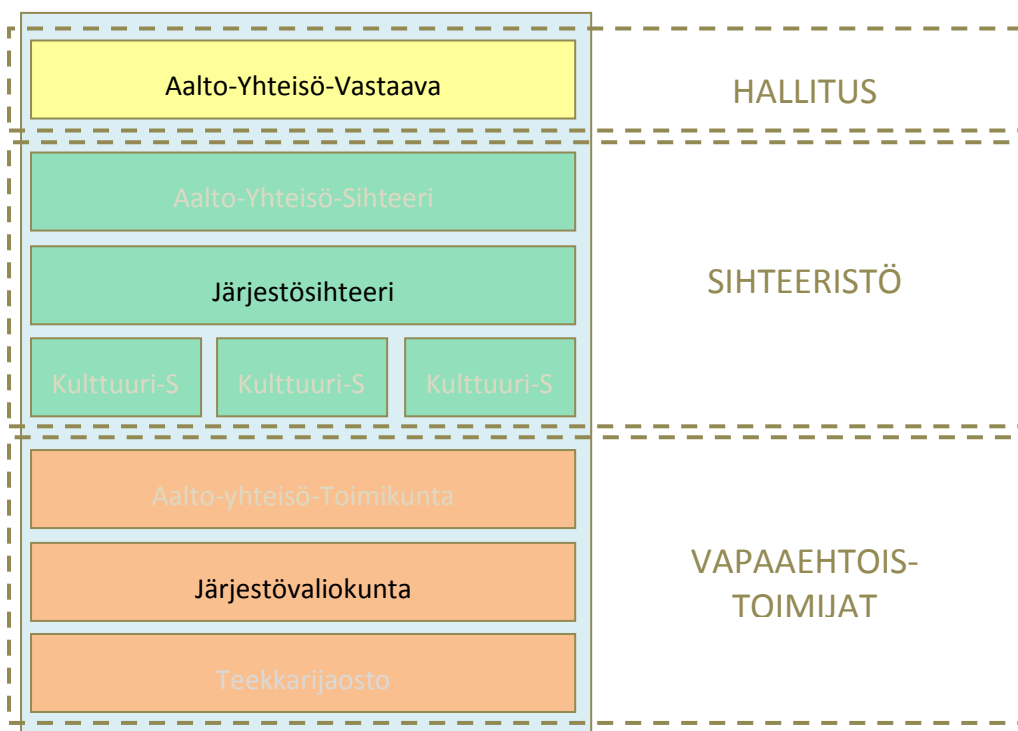 Aalto-Yhteisö-Vastaava
HALLITUS
Aalto-Yhteisö-Sihteeri
Järjestösihteeri
SIHTEERISTÖ
Kulttuuri-S
Kulttuuri-S
Kulttuuri-S
Aalto-yhteisö-Toimikunta
Järjestövaliokunta
VAPAAEHTOIS-
TOIMIJAT
Teekkarijaosto